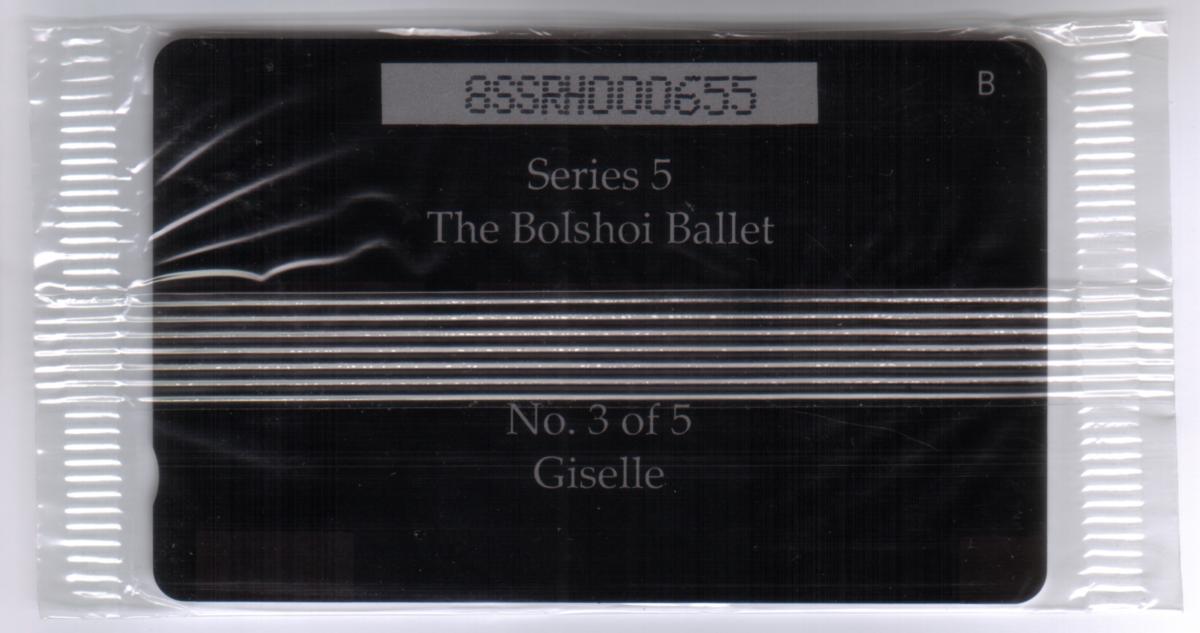 8SSRH000655
B
Series 5
The Bolshoi Ballet
No. 3 of 5
Giselle